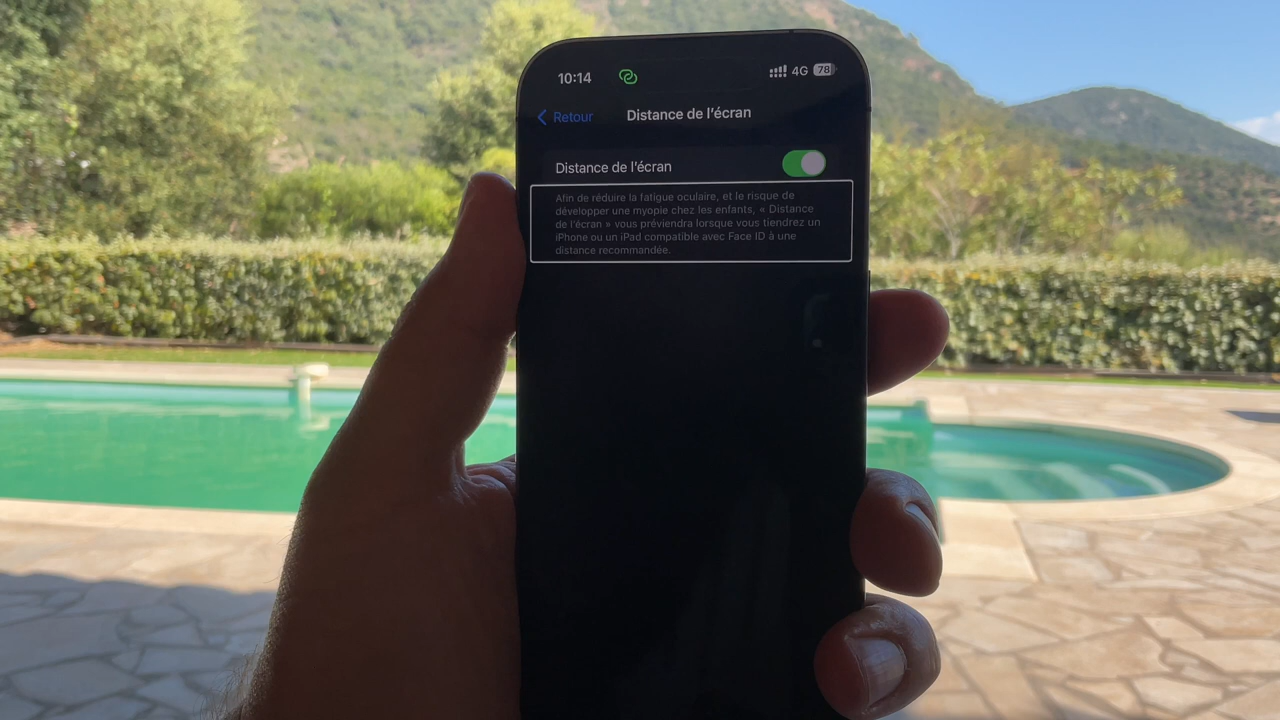 10:14
4G 78
Retour
Distance de l'écran
Distance de l'écran
Afin de réduire la fatigue oculaire, et le risque de
développer une myopie chez les enfants, « Distance
de l'écran » vous préviendra lorsque vous tiendrez un
iPhone ou un iPad compatible avec Face ID à une
distance recommandée.